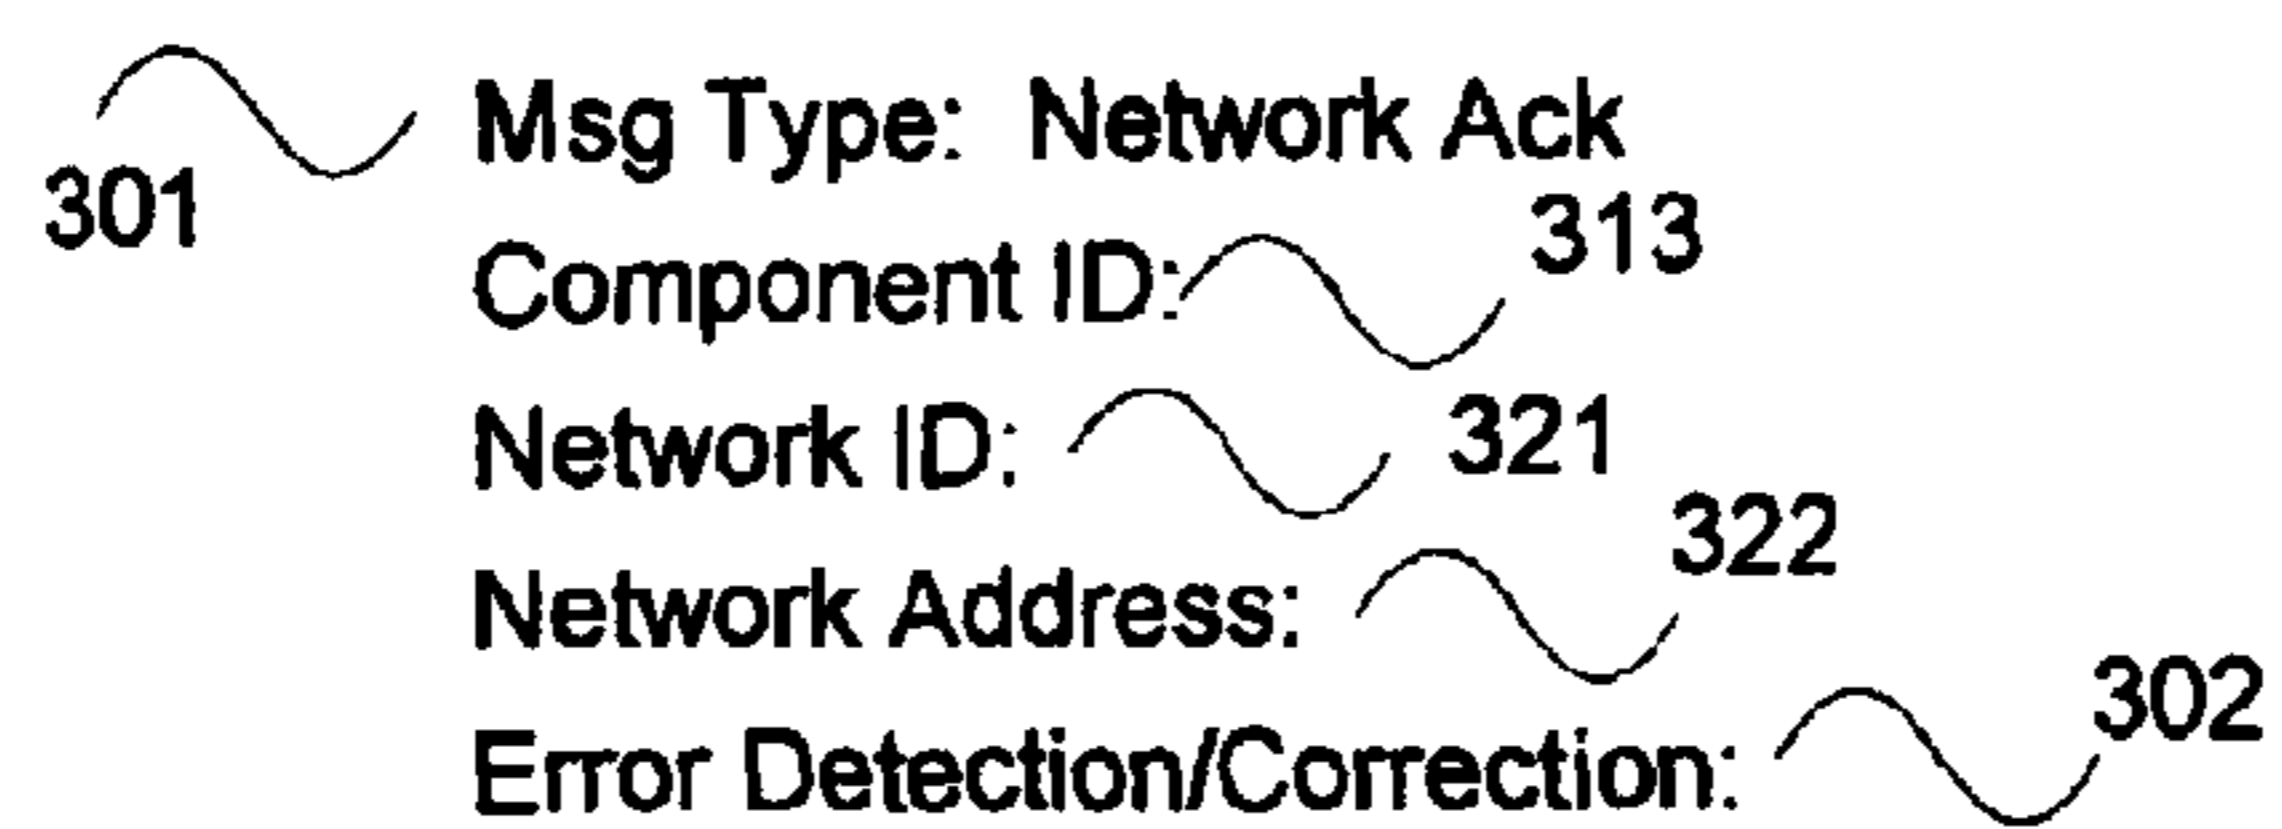 Msg Type: Network Ack
301
313
Component ID:
Network ID: 321
322
Network Address:
302
Error Detection/Correction: